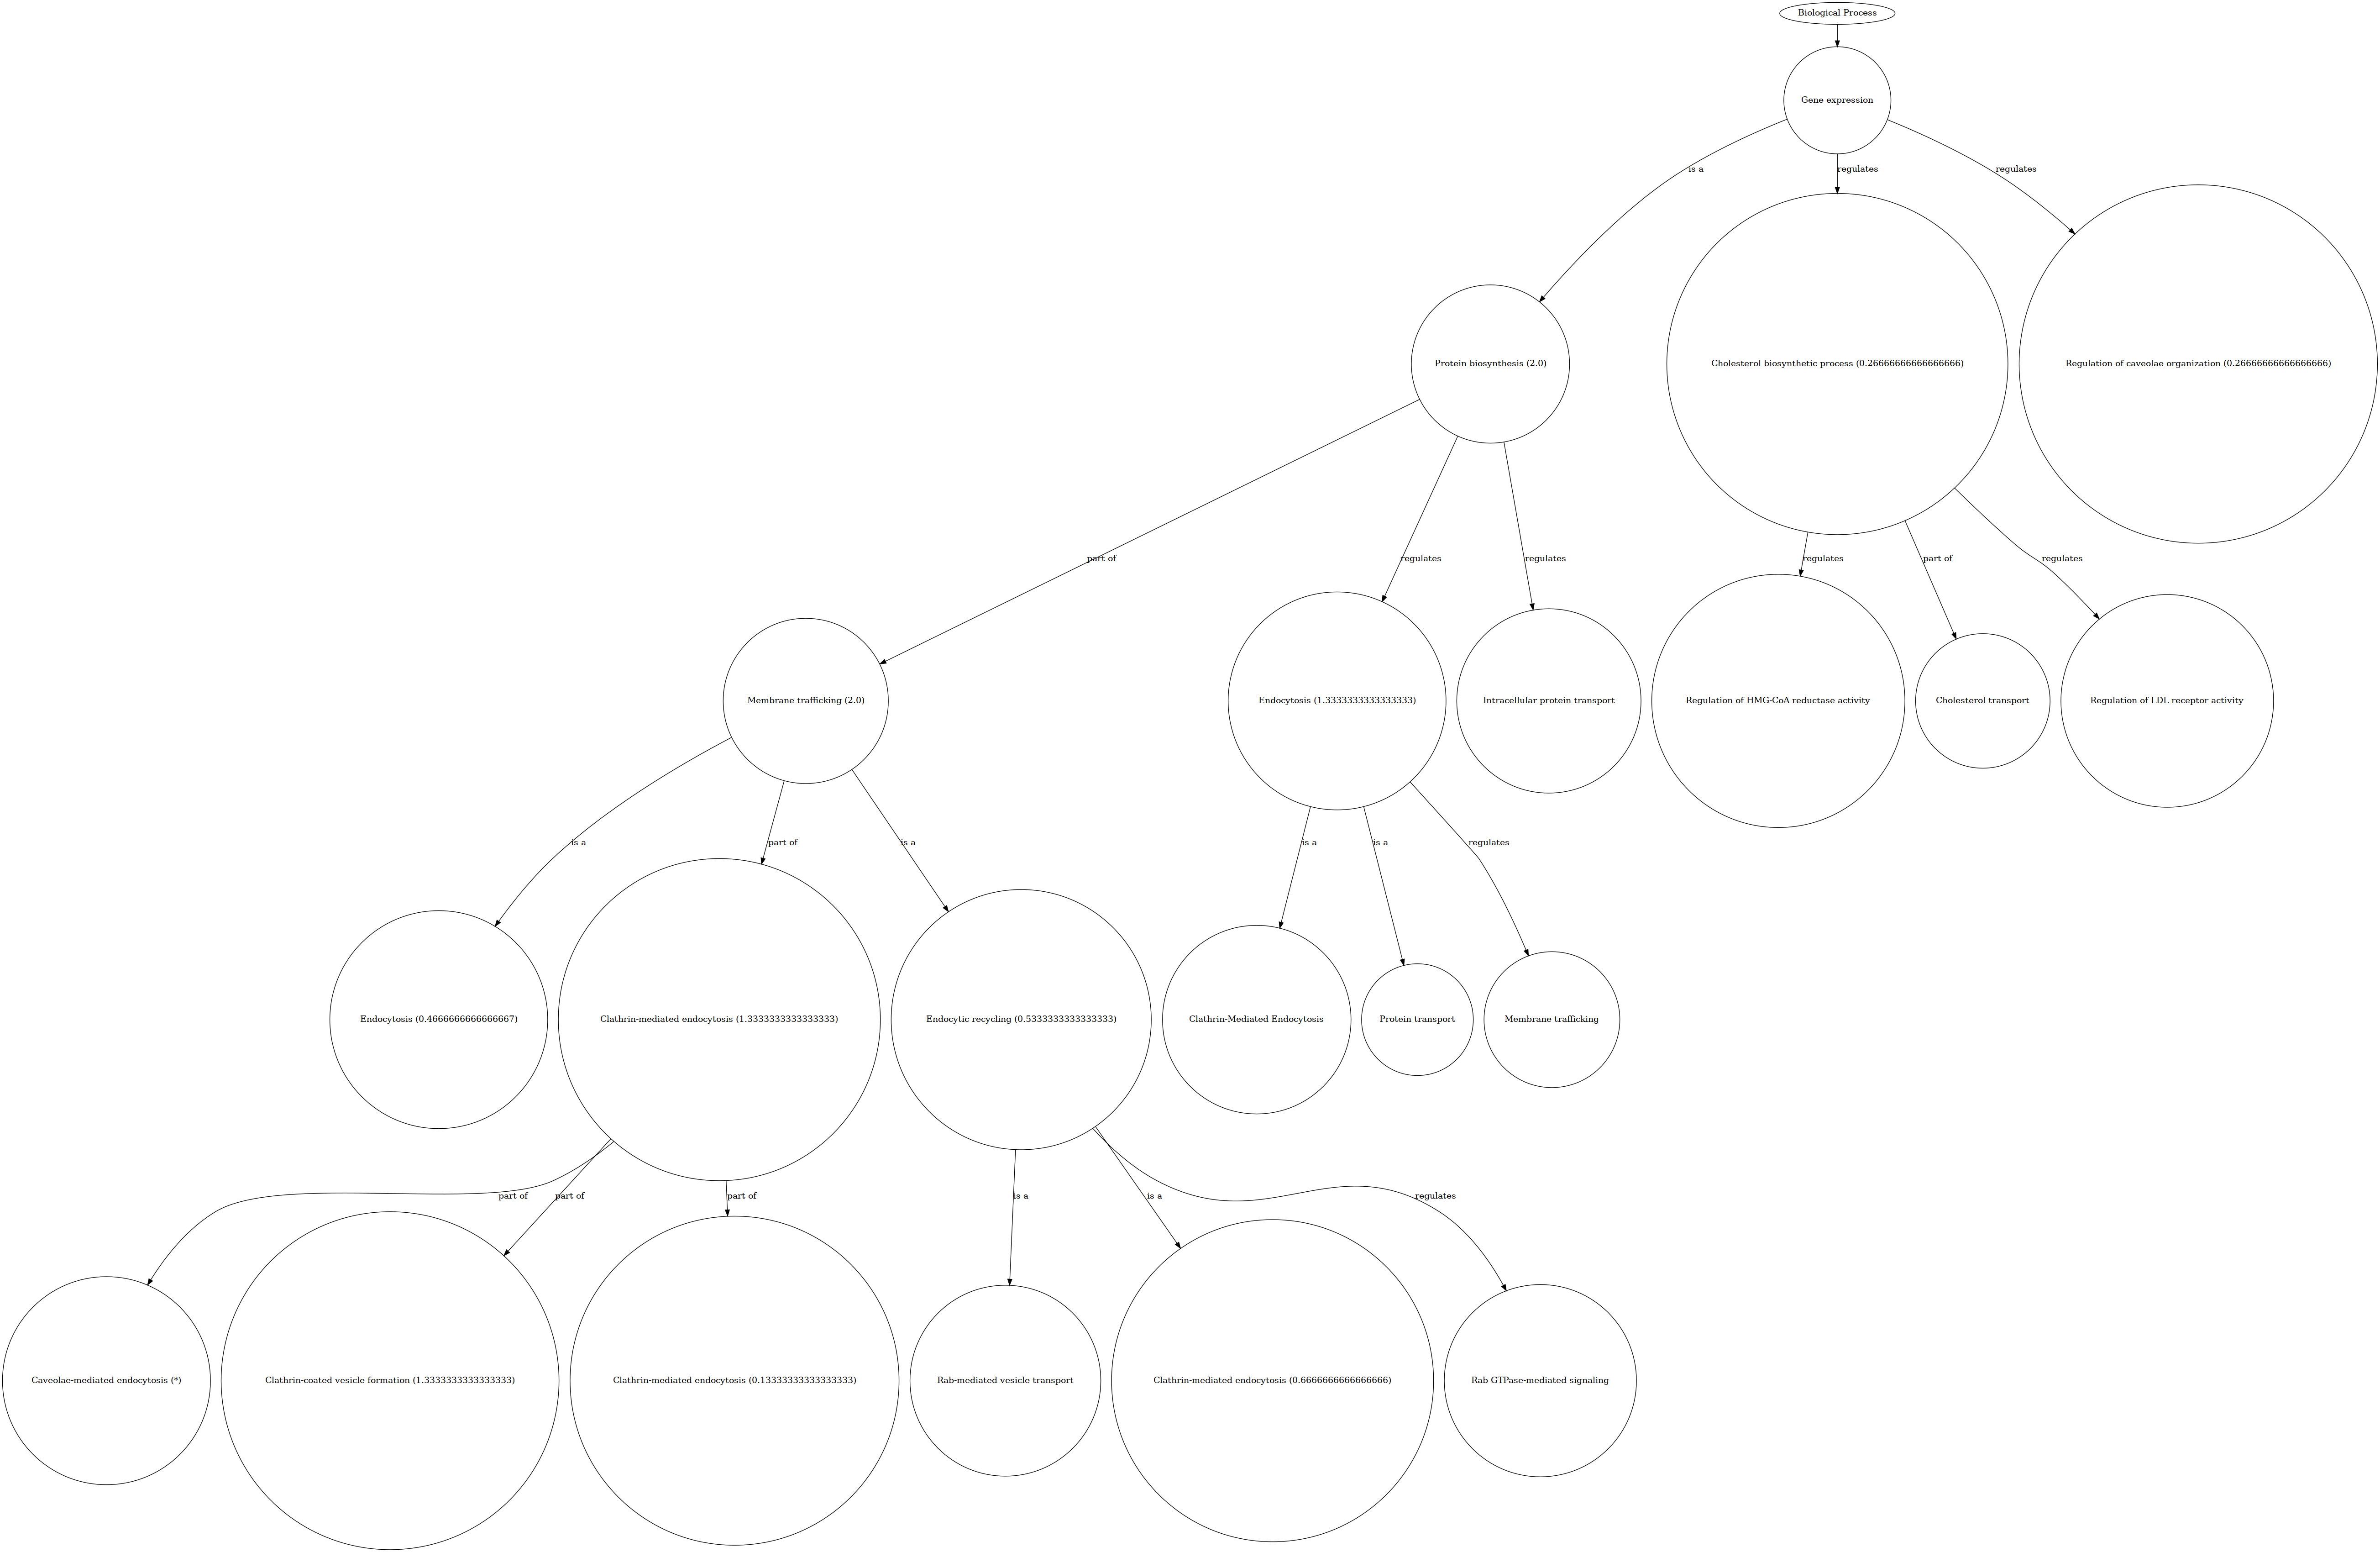 Biological Process
Gene expression
is a
regulates
regulates
Protein biosynthesis (2.0)
Cholesterol biosynthetic process (0.26666666666666666)
Regulation of caveolae organization (0.26666666666666666)
part of
regulates
regulates
regulates
part of
regulates
Membrane trafficking (2.0)
Endocytosis (1.3333333333333333)
Intracellular protein transport
Regulation of HMG-CoA reductase activity
Cholesterol transport
Regulation of LDL receptor activity
is a
part of
is a
is a
is a
regulates
Endocytosis (0.4666666666666667)
Clathrin-mediated endocytosis (1.3333333333333333)
Endocytic recycling (0.5333333333333333)
Clathrin-Mediated Endocytosis
Protein transport
Membrane trafficking
part of
part of
part of
is a
is a
regulates
Caveolae-mediated endocytosis (*)
Clathrin-coated vesicle formation (1.3333333333333333)
Clathrin-mediated endocytosis (0.13333333333333333)
Rab-mediated vesicle transport
Clathrin-mediated endocytosis (0.6666666666666666)
Rab GTPase-mediated signaling